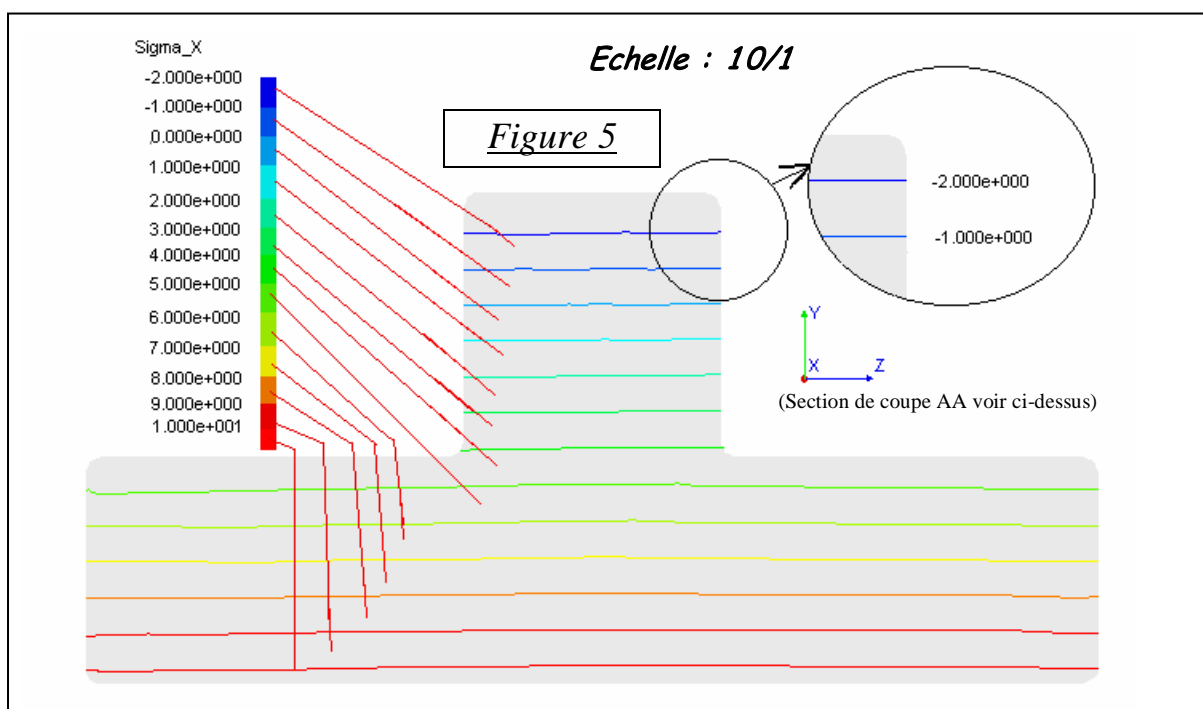 Sigma_X
-2.000e+000
-1.000e+000
0.000e+000
1.000e+000
2.000e+000
3.000e+000
4.000e+000
5.000e+000
6.000e+000
7.000e+000
8.000e+000
9.000e+000
1.000e+001
Echelle : 10/1
Figure 5
-2.000e+000
-1.000e+000
Y
X
Z
(Section de coupe AA voir ci-dessus)